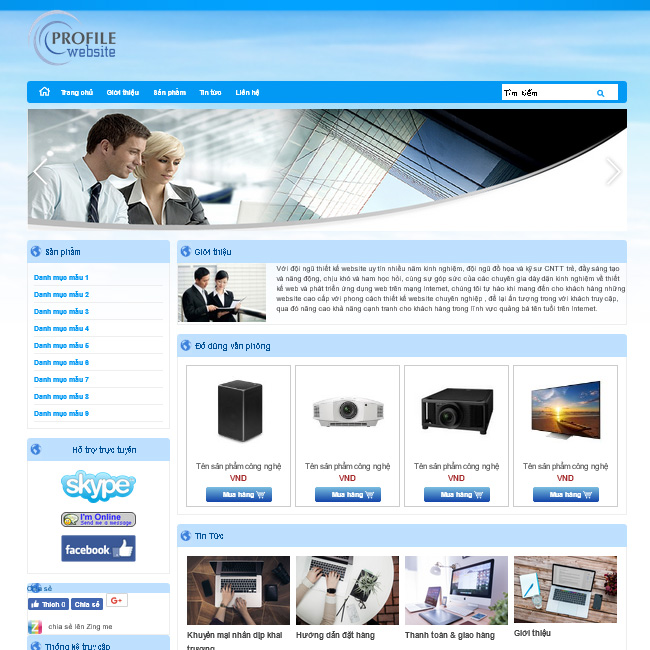 PROFILE
website
Trang chủ Giới thiệu Sản phẩm Tin tức Liên hệ
Tìm kiếm
Sản phẩm
Danh mục mẫu 1
Danh mục mẫu 2
Danh mục mẫu 3
Danh mục mẫu 4
Danh mục mẫu 5
Danh mục mẫu 6
Danh mục mẫu 7
Danh mục mẫu 8
Danh mục mẫu 9
Hỗ trợ trực tuyến
skype
I'm Online
Send me a message
facebook
Chia sẻ
Thích 0 Chia sẻ G+
chia sẻ lên Zing me
Thống kê truy cập
Giới thiệu
Với đội ngũ thiết kế website uy tín nhiều năm kinh nghiệm, đội ngũ đồ họa và kỹ sư CNTT trẻ, đầy sáng tạo
và năng động, chịu khó và ham học hỏi, cùng sự góp sức của các chuyên gia dày dặn kinh nghiệm về thiết
kế web và phát triển ứng dụng web trên mạng Internet, chúng tôi tự hào khi mang đến cho khách hàng những
website cao cấp với phong cách thiết kế website chuyên nghiệp , để lại ấn tượng trong với khách truy cập,
qua đó nâng cao khả năng cạnh tranh cho khách hàng trong lĩnh vực quảng bá tên tuổi trên internet.
Đồ dùng văn phòng
Tên sản phẩm công nghệ
VND
Mua hàng
Tên sản phẩm công nghệ
VND
Mua hàng
Tên sản phẩm công nghệ
VND
Mua hàng
Tên sản phẩm công nghệ
VND
Mua hàng
Tin Tức
Khuyến mại nhân dịp khai
trương
Hướng dẫn đặt hàng
Thanh toán & giao hàng
Giới thiệu